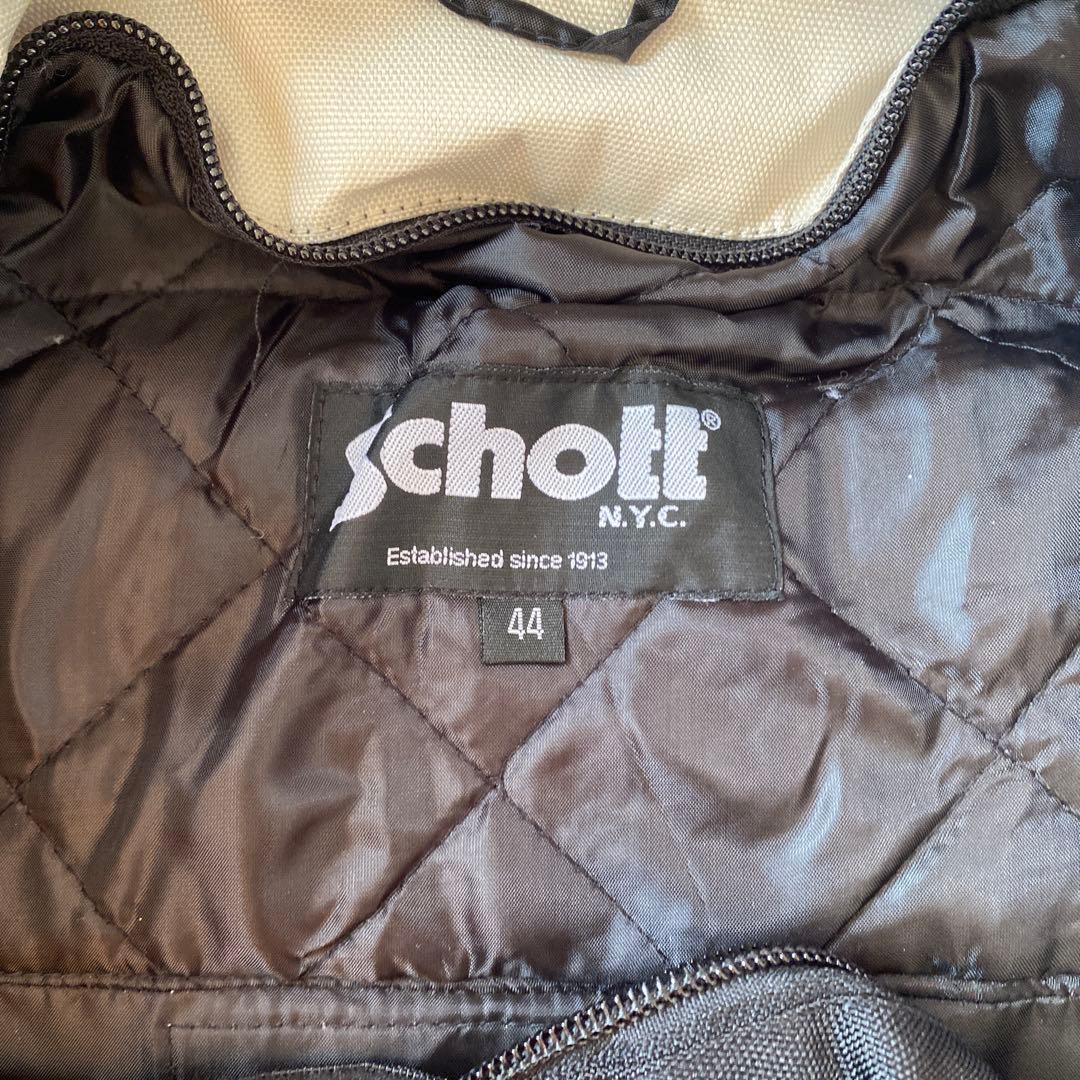 Schott®
N.Y.C.
Established since 1913
44